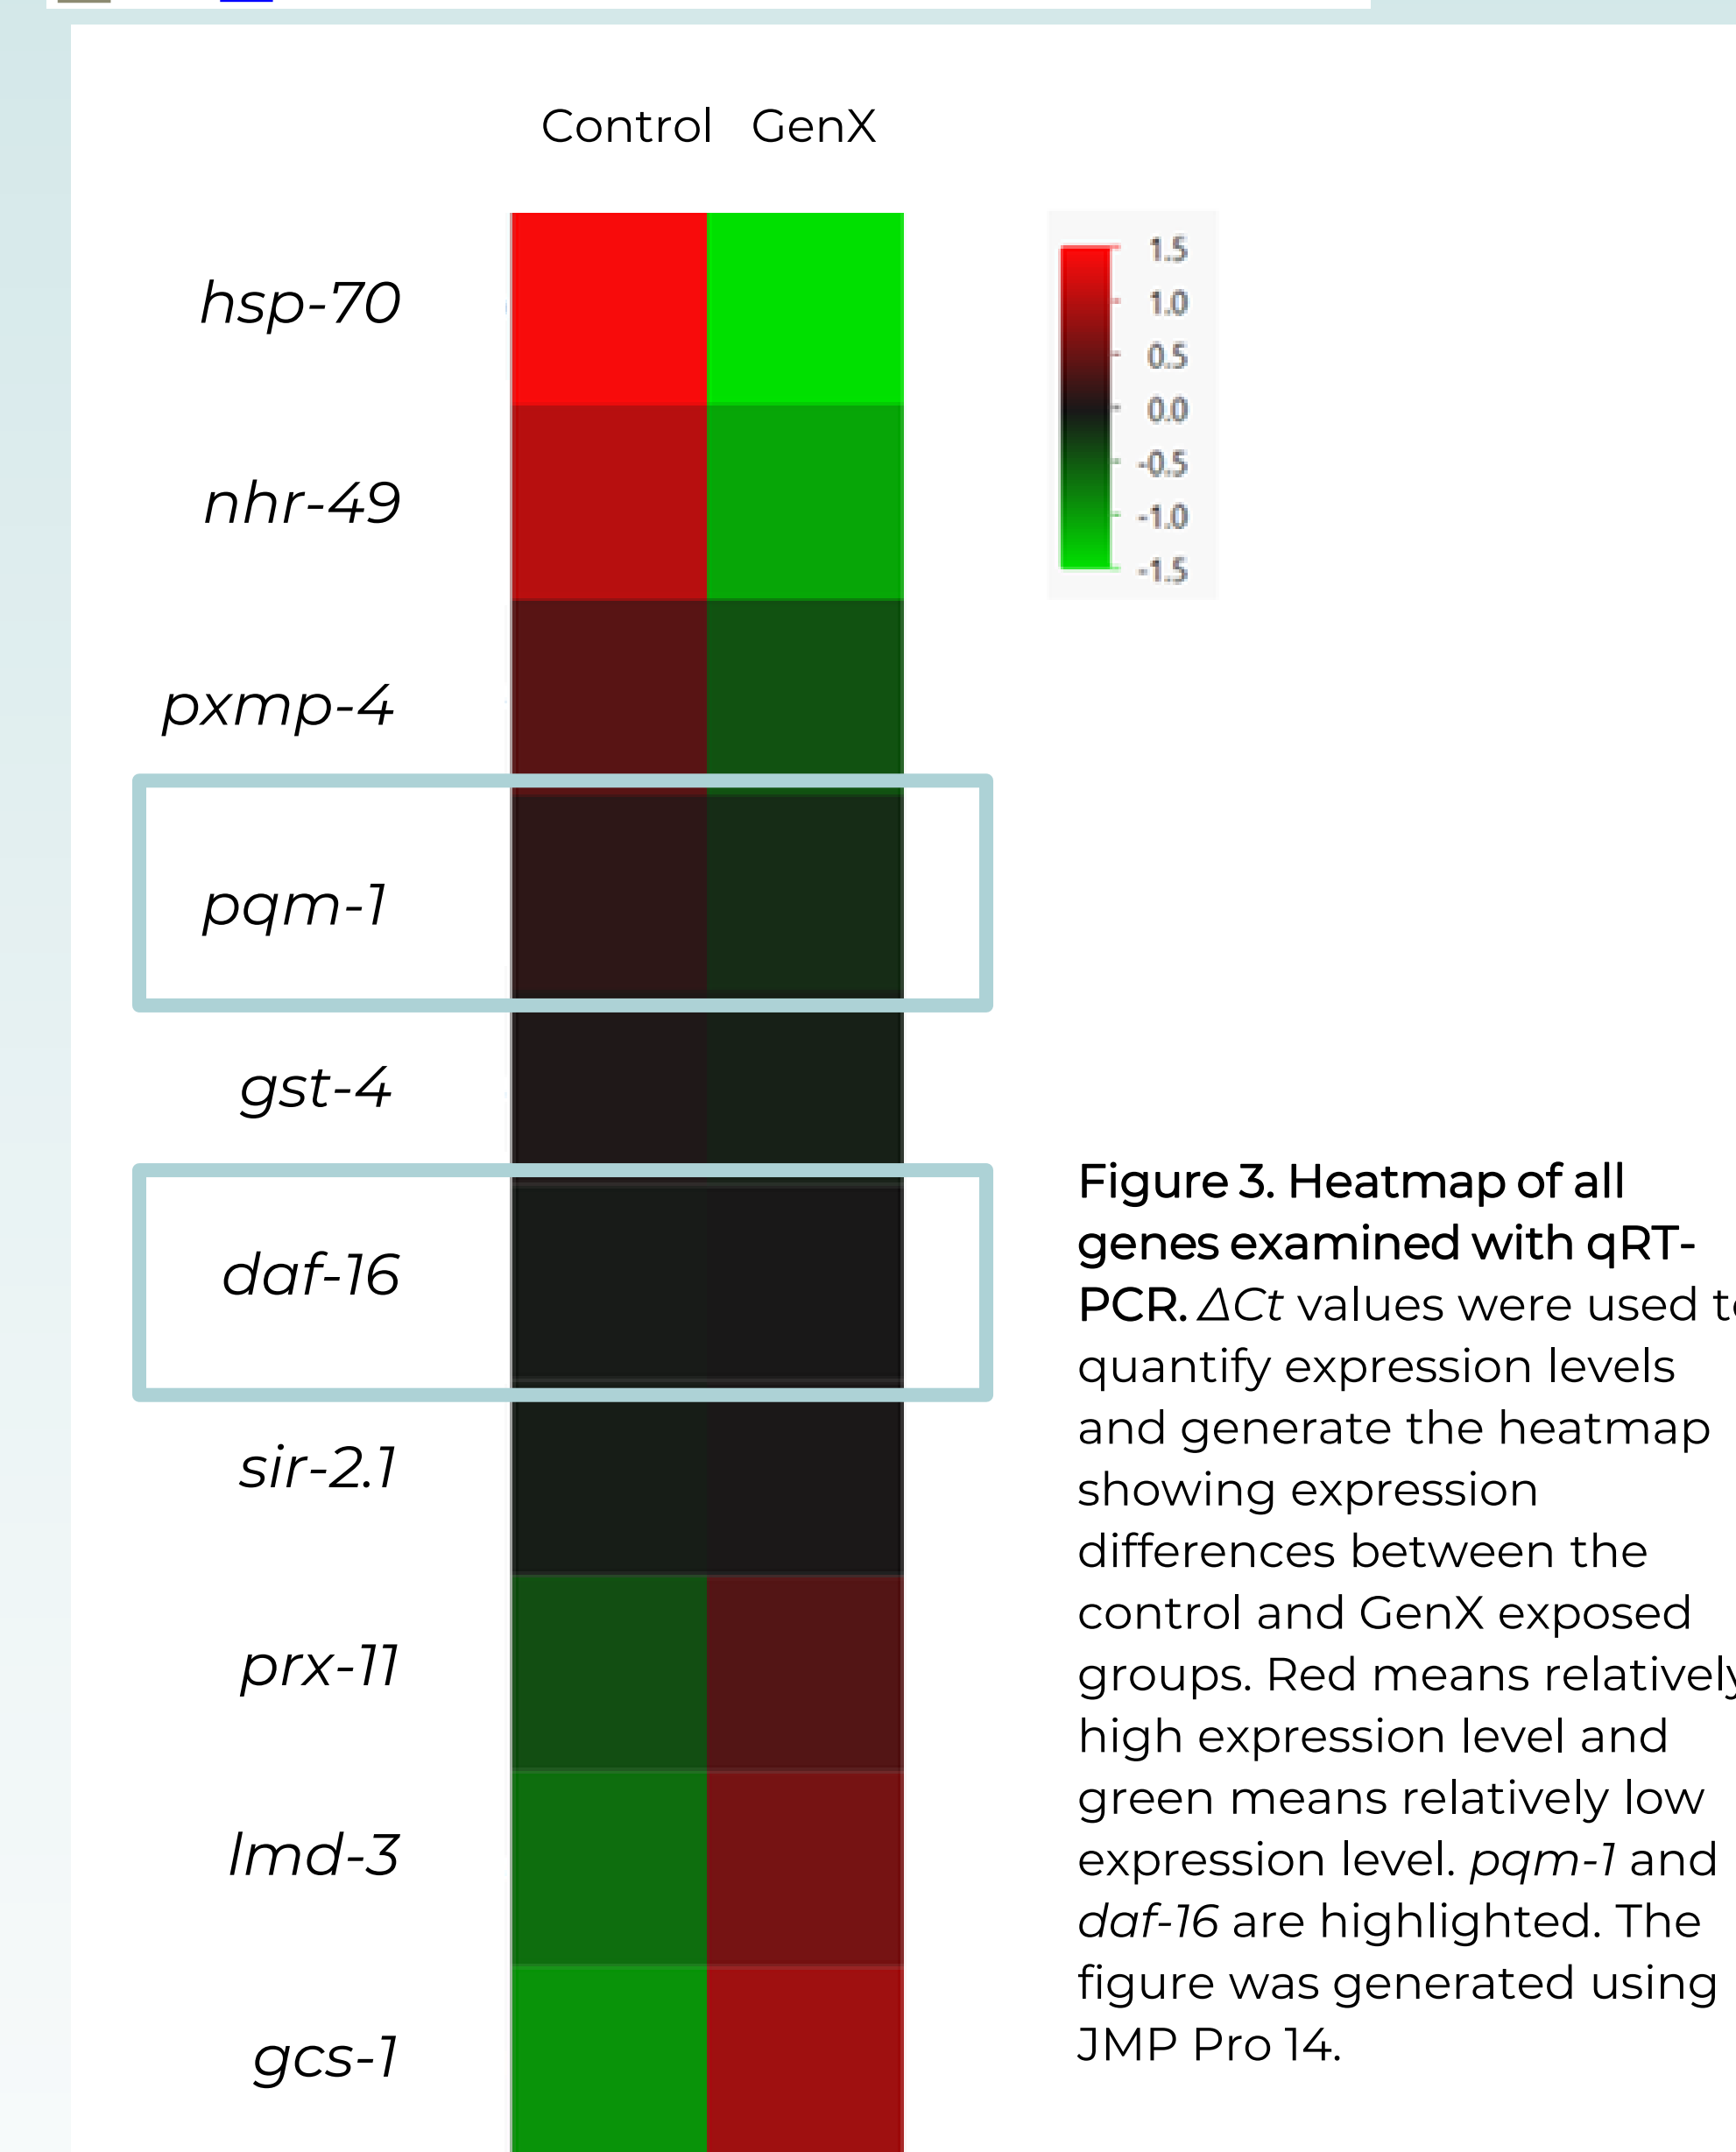 Control GenX
hsp-70
nhr-49
pxmp-4
pqm-1
gst-4
daf-16
sir-2.1
prx-11
lmd-3
gcs-1
1.5
1.0
0.5
0.0
-0.5
-1.0
-1.5
Figure 3. Heatmap of all
genes examined with qRT-
PCR. ΔCt values were used
quantify expression levels
and generate the heatmap
showing expression
differences between the
control and GenX exposed
groups. Red means relatively
high expression level and
green means relatively low
expression level. pqm-1 and
daf-16 are highlighted. The
figure was generated using
JMP Pro 14.